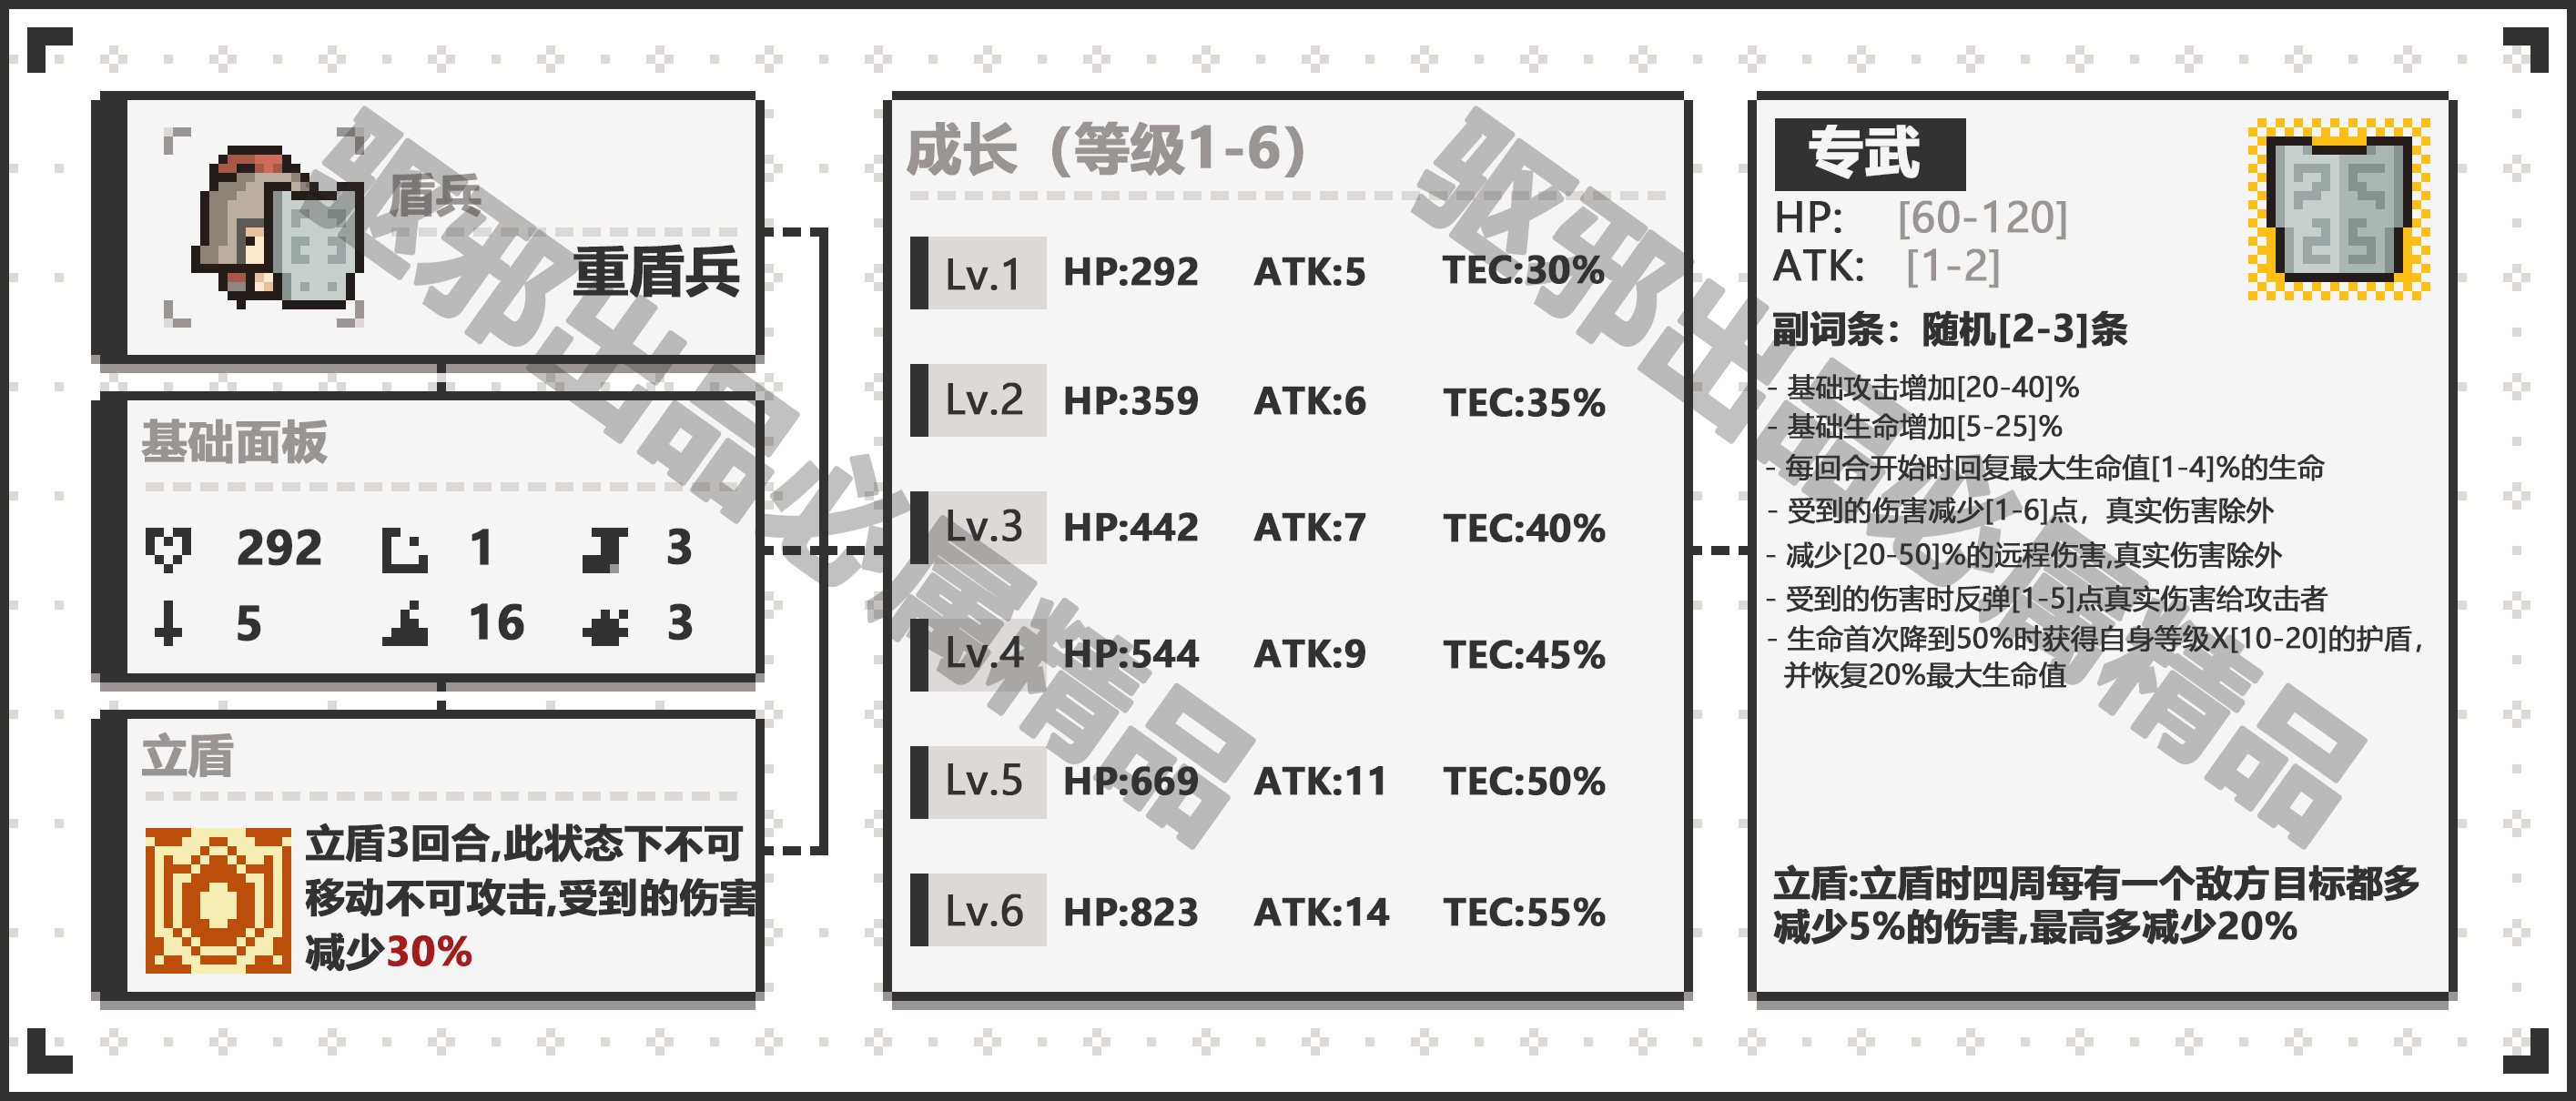 盾兵
重盾兵
基础面板
292 1 3
5 16 3
立盾
立盾3回合,此状态下不可
移动不可攻击,受到的伤害
减少30%
成长（等级1-6）
Lv.1 HP:292 ATK:5 TEC:30%
Lv.2 HP:359 ATK:6 TEC:35%
Lv.3 HP:442 ATK:7 TEC:40%
Lv.4 HP:544 ATK:9 TEC:45%
Lv.5 HP:669 ATK:11 TEC:50%
Lv.6 HP:823 ATK:14 TEC:55%
专武
HP: [60-120]
ATK: [1-2]
副词条：随机[2-3]条
- 基础攻击增加[20-40]%
- 基础生命增加[5-25]%
- 每回合开始时回复最大生命值[1-4]%的生命
- 受到的伤害减少[1-6]点，真实伤害除外
- 减少[20-50]%的远程伤害,真实伤害除外
- 受到的伤害时反弹[1-5]点真实伤害给攻击者
- 生命首次降到50%时获得自身等级X[10-20]的护盾，
并恢复20%最大生命值
立盾:立盾时四周每有一个敌方目标都多
减少5%的伤害,最高多减少20%
驱邪出品必属精品
驱邪出品必属精品